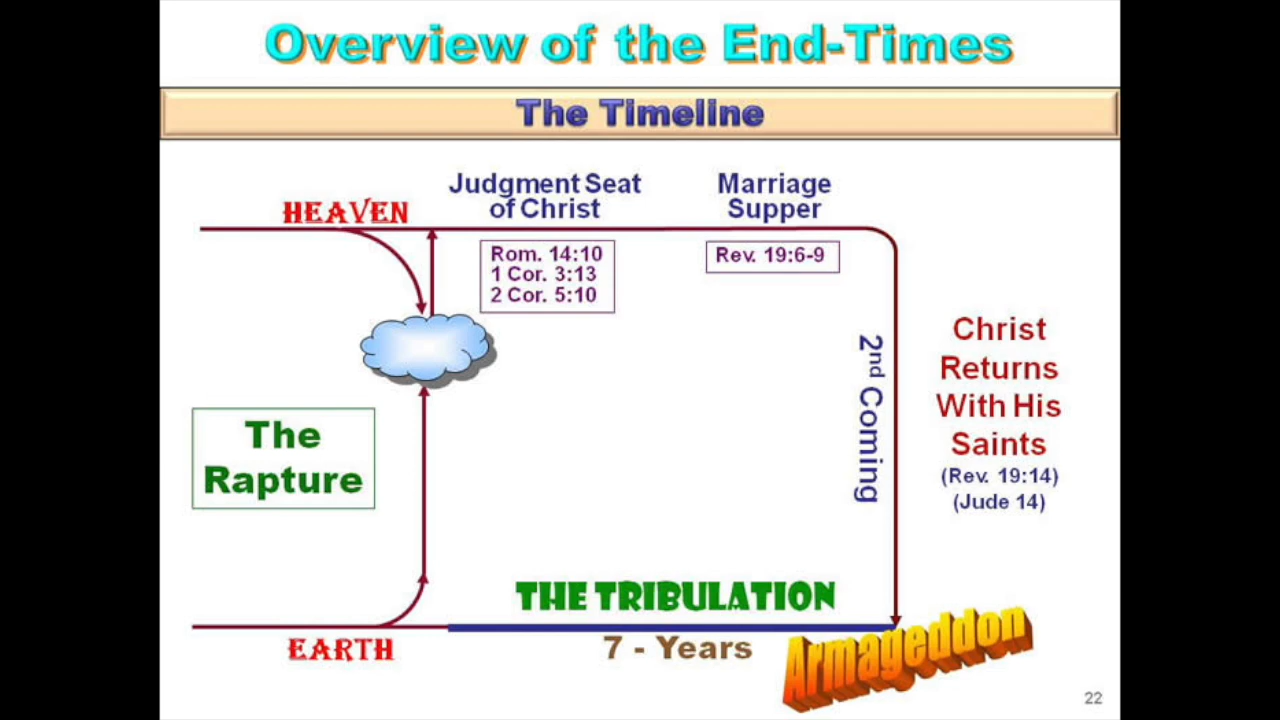 Overview of the End-Times
The Timeline
Judgment Seat
of Christ
Marriage
Supper
HEAVEN
Rom. 14:10
1 Cor. 3:13
2 Cor. 5:10
Rev. 19:6-9
2nd Coming
Christ
Returns
With His
Saints
(Rev. 19:14)
(Jude 14)
The
Rapture
THE TRIBULATION
EARTH
7 - Years
Armageddon
22